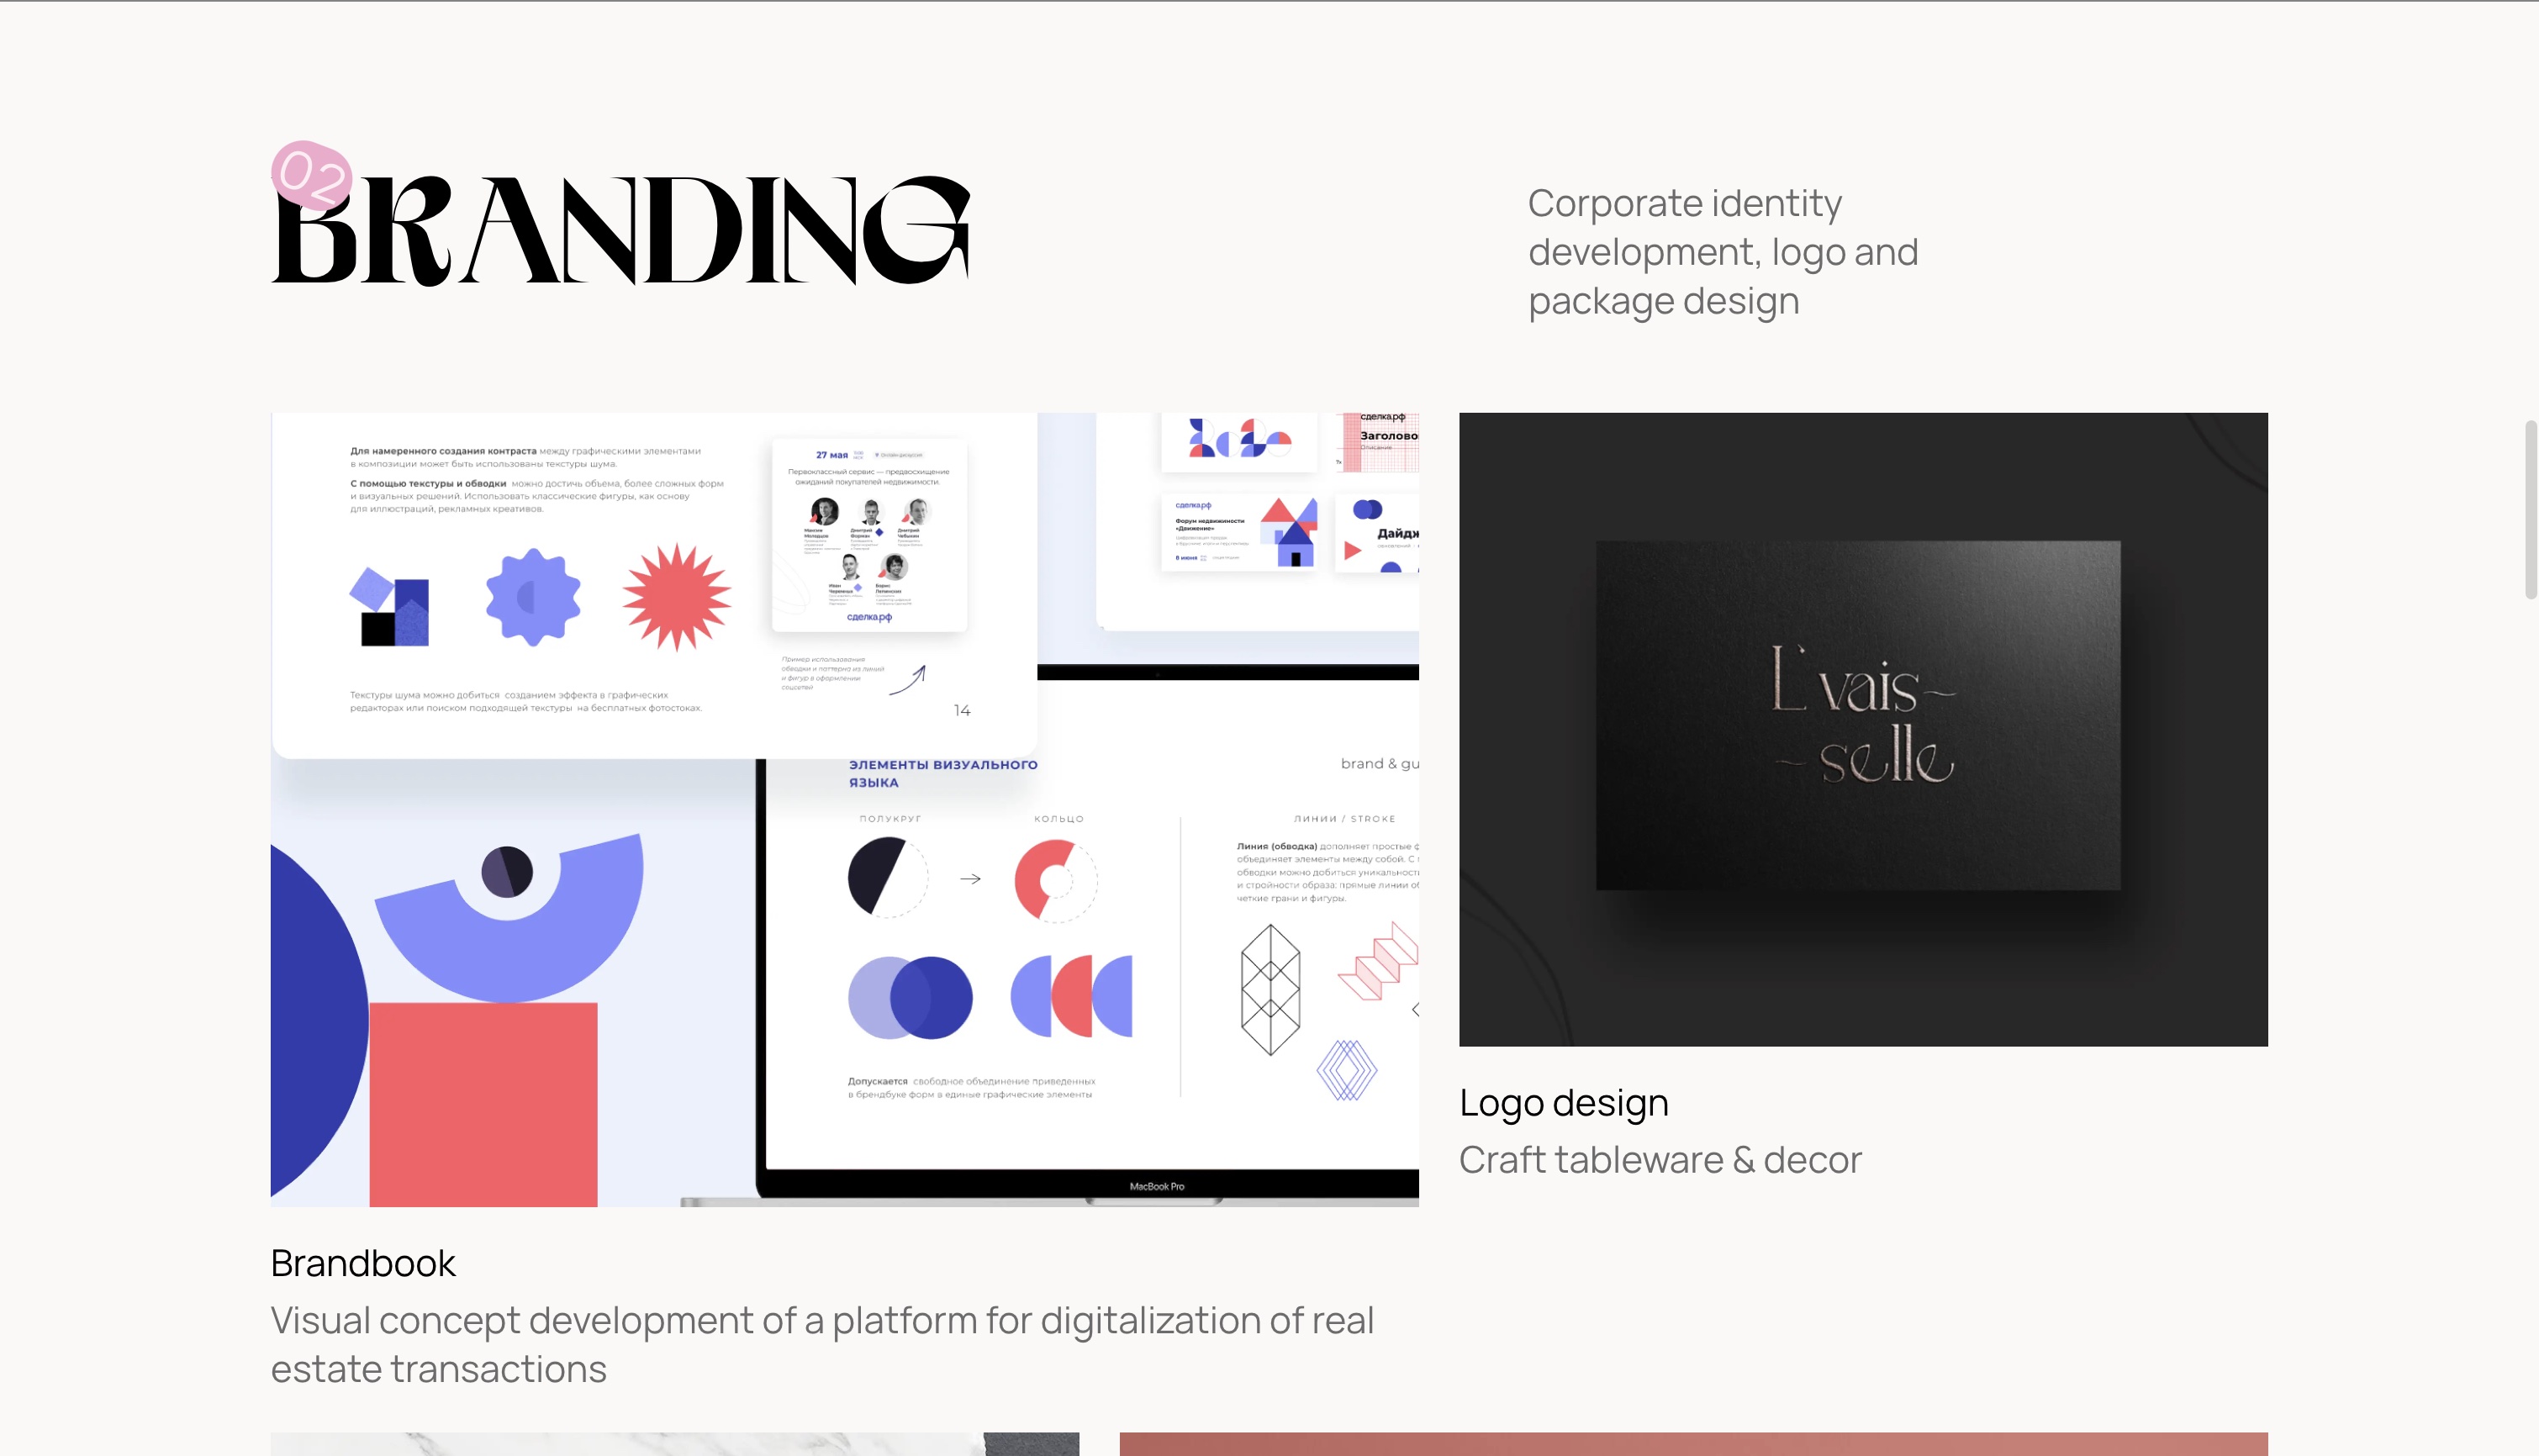 02
BRANDING
Corporate identity
development, logo and
package design
Для намеренного создания контраста между графическими элементами
в композиции может быть использованы текстуры шума.
С помощью текстуры и обводки можно достичь объема, более сложных форм
и визуальных решений. Использовать классические фигуры, как основу
для иллюстраций, рекламных креативов.
27 мая
Онлайн-дискуссия
Первоклассный сервис — предвосхищение
ожиданий покупателей недвижимости.
сделка.рф
Пример использования
обводки и паттерна из линий
и фигур в оформлении
соцсетей
Текстуры шума можно добиться созданием эффекта в графических
редакторах или поиском подходящей текстуры на бесплатных фотостоках.
14
сделка.рф
Заголово
Описание
сделка.рф
Форум недвижимости
«Движение»
8 июня
Дайдж
ЭЛЕМЕНТЫ ВИЗУАЛЬНОГО
ЯЗЫКА
brand & gu
ПОЛУКРУГ
КОЛЬЦО
ЛИНИИ / STROKE
Линия (обводка) дополняет простые ф
объединяет элементы между собой. С
обводки можно добиться уникальност
и стройности образа: прямые линии об
четкие грани и фигуры.
Допускается свободное объединение приведенных
в брендбуке форм в единые графические элементы
MacBook Pro
L'vais~
~selle
Logo design
Craft tableware & decor
Brandbook
Visual concept development of a platform for digitalization of real
estate transactions